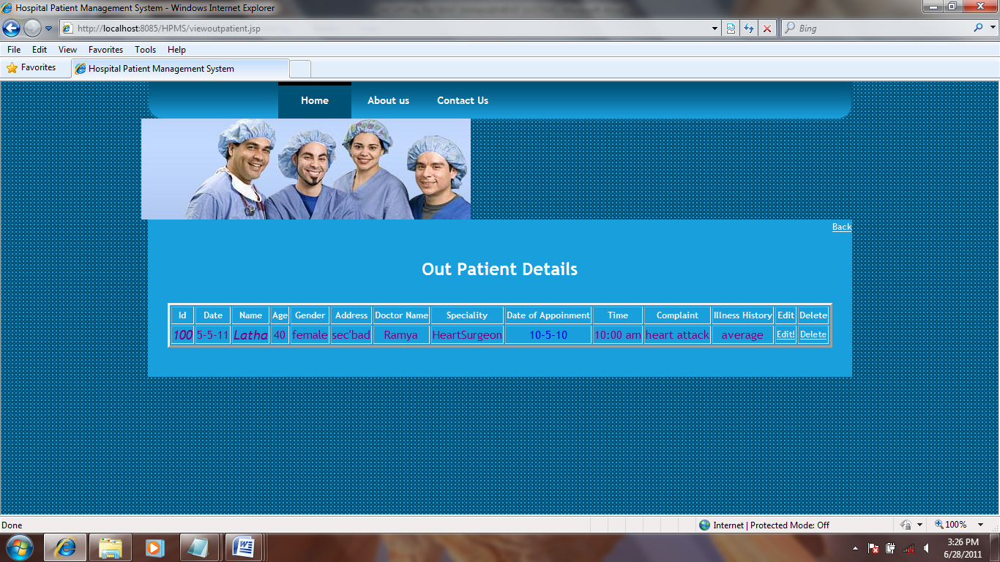 Hospital Patient Management System - Windows Internet Explorer
http://localhost:8085/HPMS/viewoutpatient.jsp
Bing
File Edit View Favorites Tools Help
Favorites Hospital Patient Management System
Home About us Contact Us
Back
Out Patient Details
Id Date Name Age Gender Address Doctor Name Speciality Date of Appoinment Time Complaint Illness History Edit Delete
100 5-5-11 Latha 40 female sec'bad Ramya HeartSurgeon 10-5-10 10:00 am heart attack average Edit! Delete
Done Internet | Protected Mode: Off 100%
3:26 PM
6/28/2011